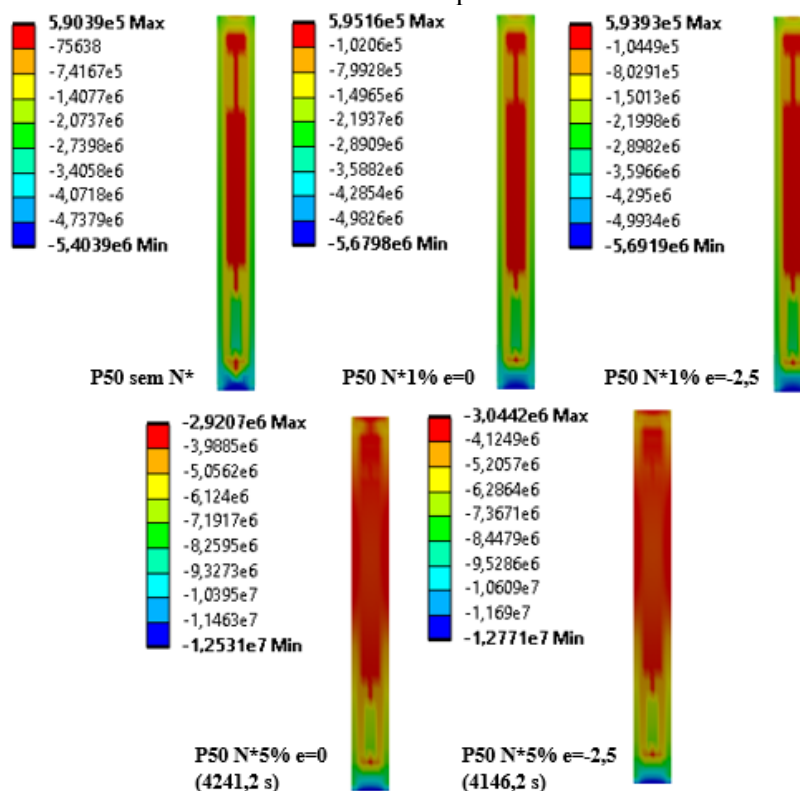 5,9039e5 Max
-75638
-7,4167e5
-1,4077e6
-2,0737e6
-2,7398e6
-3,4058e6
-4,0718e6
-4,7379e6
-5,4039e6 Min
P50 sem N*
5,9516e5 Max
-1,0206e5
-7,9928e5
-1,4965e6
-2,1937e6
-2,8909e6
-3,5882e6
-4,2854e6
-4,9826e6
-5,6798e6 Min
P50 N*1% e=0
5,9393e5 Max
-1,0449e5
-8,0291e5
-1,5013e6
-2,1998e6
-2,8982e6
-3,5966e6
-4,295e6
-4,9934e6
-5,6919e6 Min
P50 N*1% e=-2,5
-2,9207e6 Max
-3,9885e6
-5,0562e6
-6,124e6
-7,1917e6
-8,2595e6
-9,3273e6
-1,0395e7
-1,1463e7
-1,2531e7 Min
P50 N*5% e=0
(4241,2 s)
-3,0442e6 Max
-4,1249e6
-5,2057e6
-6,2864e6
-7,3671e6
-8,4479e6
-9,5286e6
-1,0609e7
-1,169e7
-1,2771e7 Min
P50 N*5% e=-2,5
(4146,2 s)